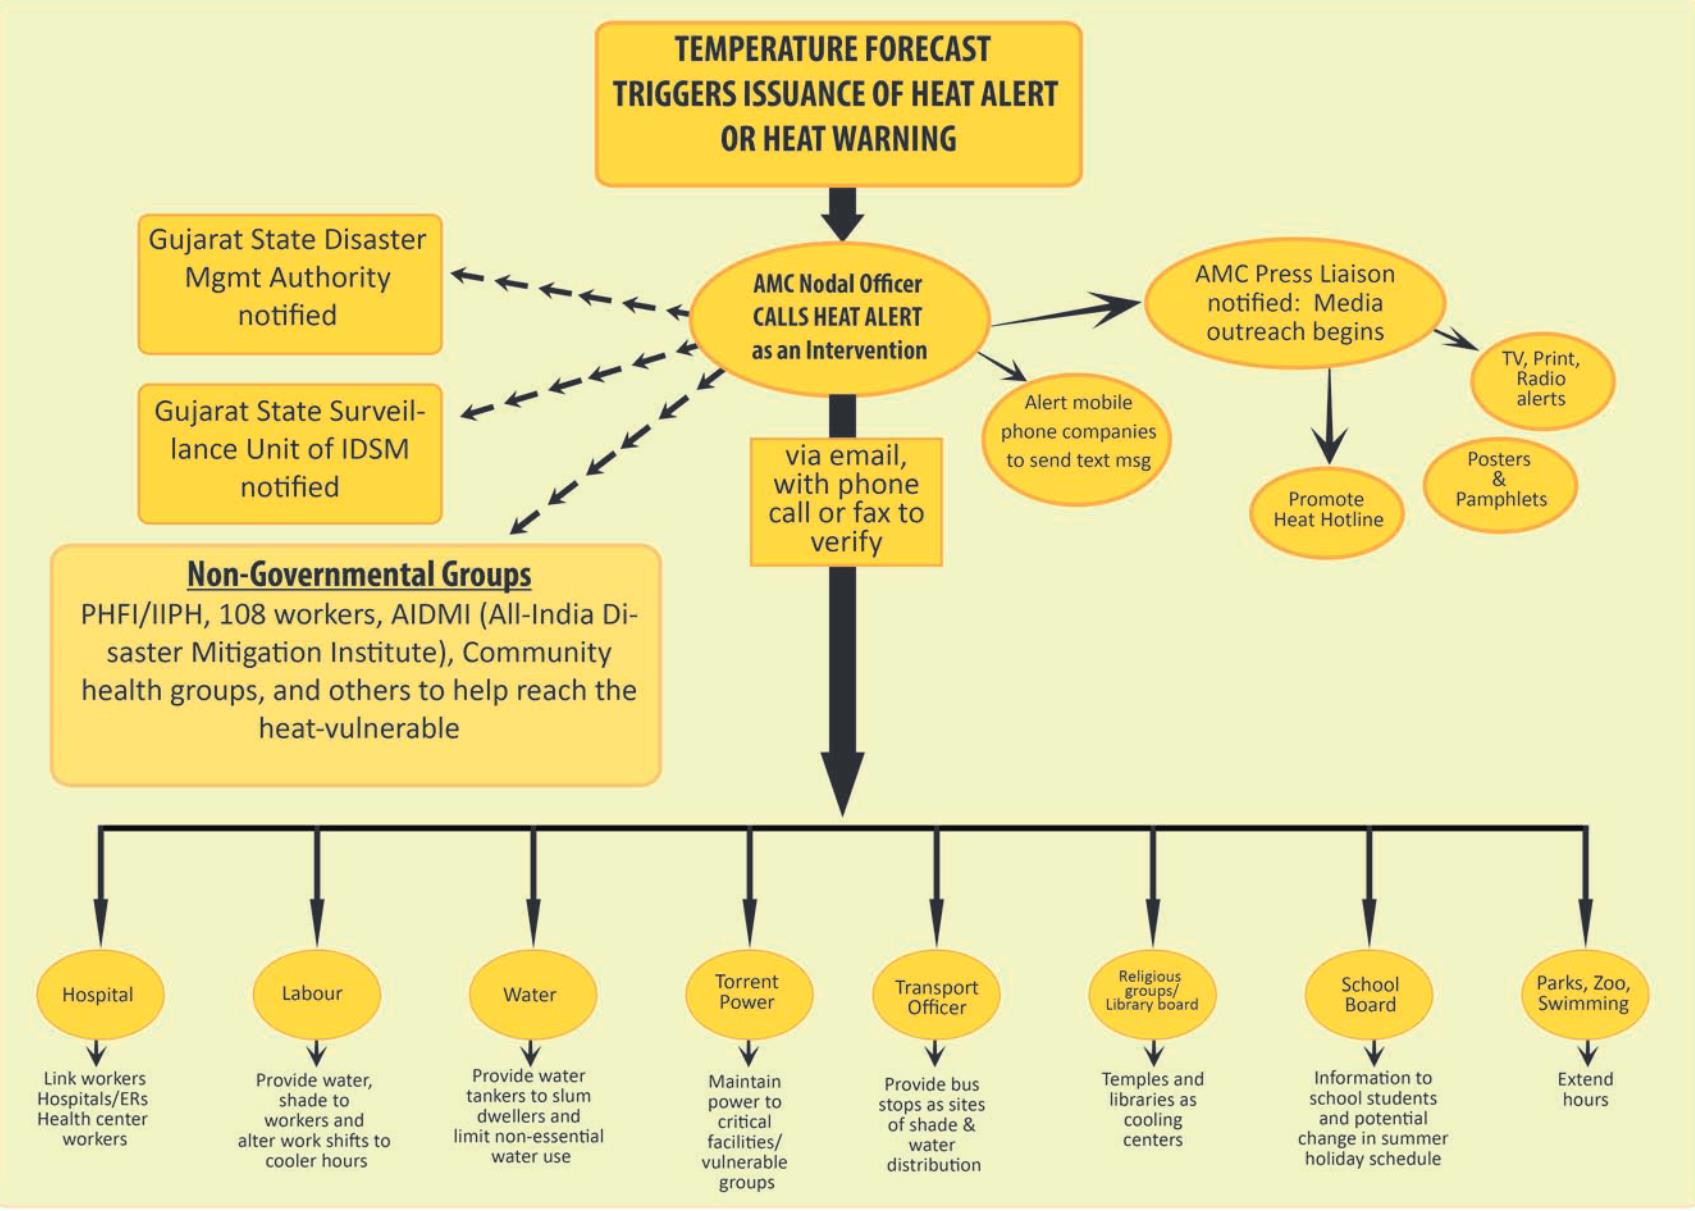 TEMPERATURE FORECAST
TRIGGERS ISSUANCE OF HEAT ALERT
OR HEAT WARNING
Gujarat State Disaster
Mgmt Authority
notified
AMC Nodal Officer
CALLS HEAT ALERT
as an Intervention
AMC Press Liaison
notified: Media
outreach begins
TV, Print,
Radio
alerts
Gujarat State Surveil-
lance Unit of IDSM
notified
Alert mobile
phone companies
to send text msg
via email,
with phone
call or fax to
verify
Posters
&
Pamphlets
Promote
Heat Hotline
Non-Governmental Groups
PHFI/IIPH, 108 workers, AIDMI (All-India Di-
saster Mitigation Institute), Community
health groups, and others to help reach the
heat-vulnerable
Hospital
Link workers
Hospitals/ERs
Health center
workers
Labour
Provide water,
shade to
workers and
alter work shifts to
cooler hours
Water
Provide water
tankers to slum
dwellers and
limit non-essential
water use
Torrent
Power
Maintain
power to
critical
facilities/
vulnerable
groups
Transport
Officer
Provide bus
stops as sites
of shade &
water
distribution
Religious
groups/
Library board
Temples and
libraries as
cooling
centers
School
Board
Information to
school students
and potential
change in summer
holiday schedule
Parks, Zoo,
Swimming
Extend
hours